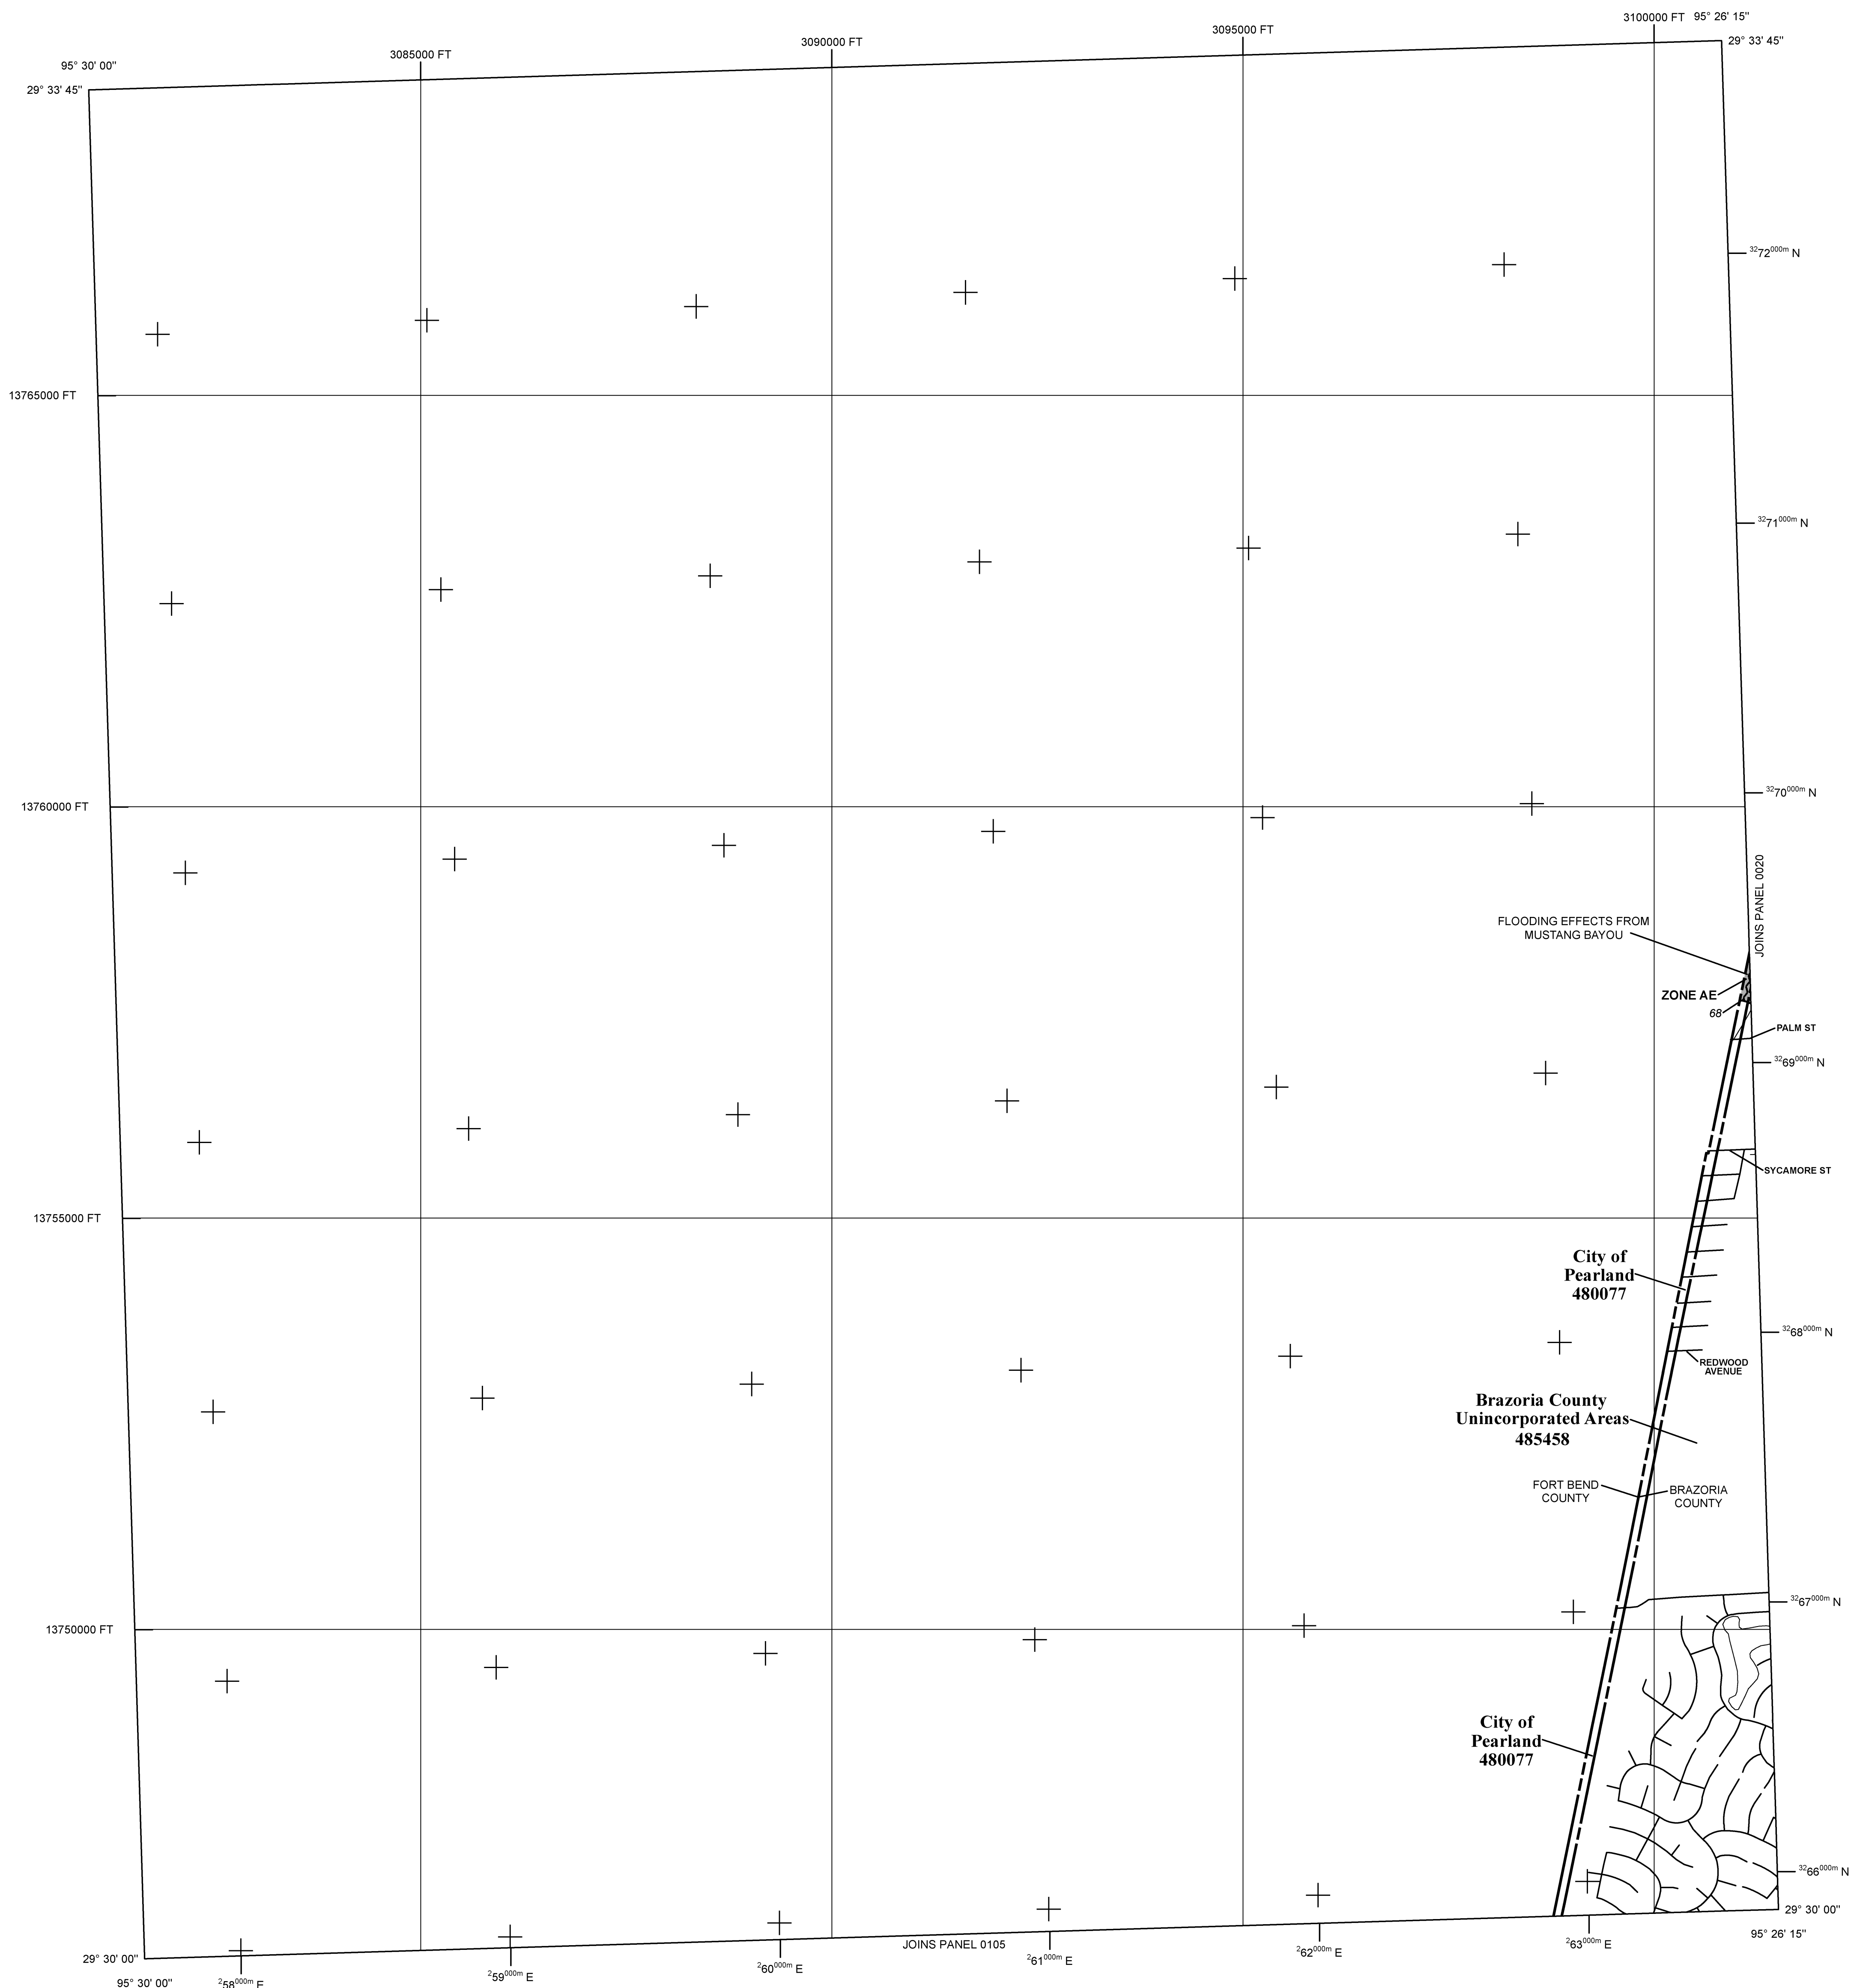 3100000 FT 95° 26' 15"
3095000 FT
3090000 FT
3085000 FT
95° 30' 00"
29° 33' 45"
29° 33' 45"
3272000m N
13765000 FT
3271000m N
3270000m N
13760000 FT
JOINS PANEL 0020
FLOODING EFFECTS FROM
MUSTANG BAYOU
ZONE AE
68
PALM ST
3269000m N
SYCAMORE ST
13755000 FT
City of
Pearland
480077
3268000m N
REDWOOD
AVENUE
Brazoria County
Unincorporated Areas
485458
FORT BEND
COUNTY
BRAZORIA
COUNTY
3267000m N
13750000 FT
City of
Pearland
480077
3266000m N
29° 30' 00"
95° 26' 15"
JOINS PANEL 0105
263000m E
262000m E
261000m E
260000m E
259000m E
29° 30' 00"
95° 30' 00"
258000m E